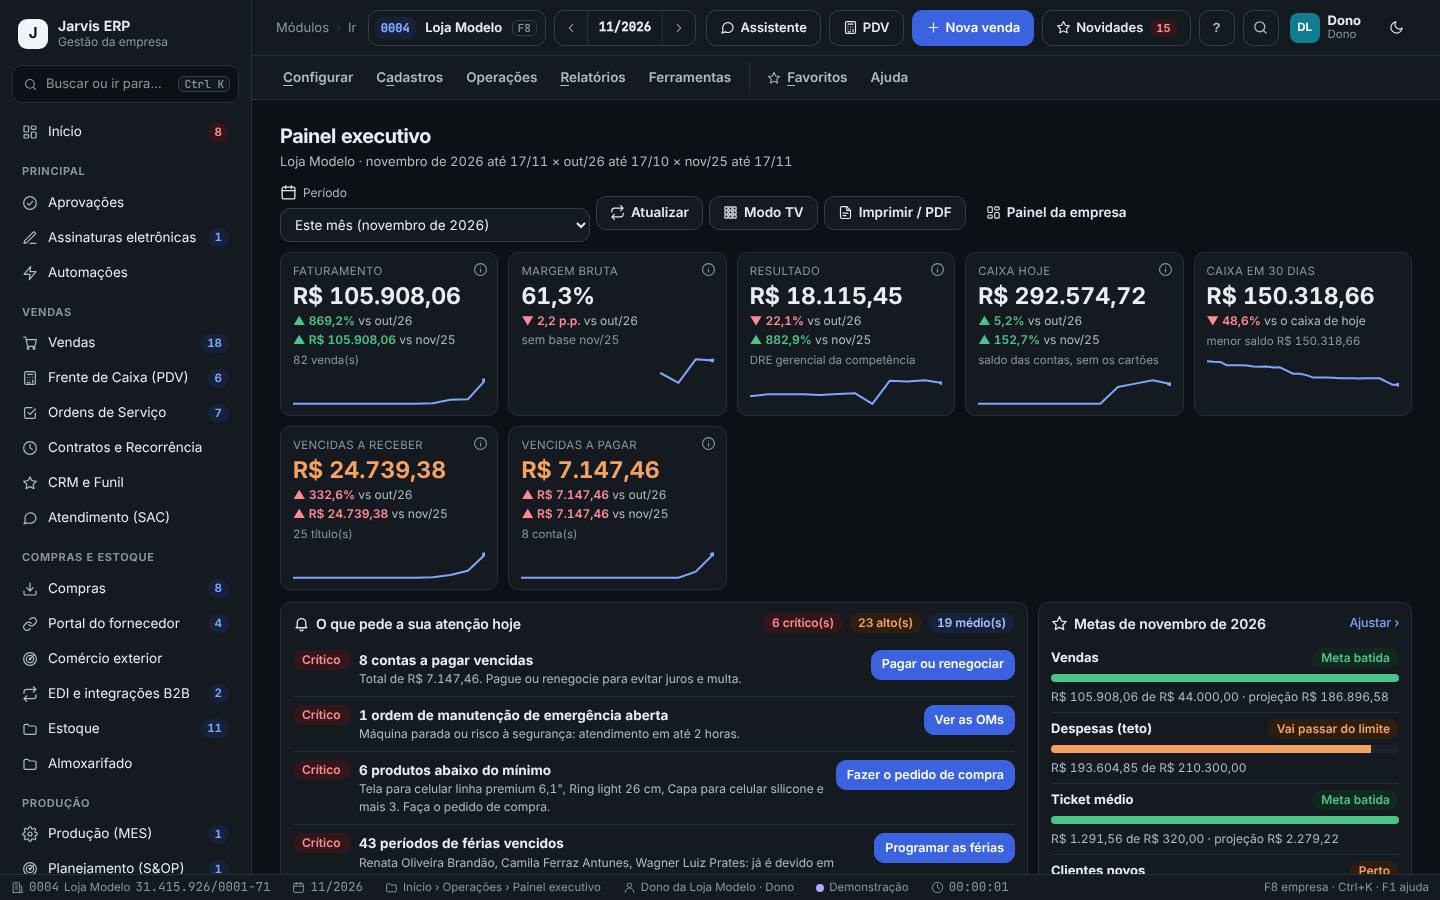 J
Jarvis ERP
Gestão da empresa
Buscar ou ir para...
Ctrl K
Início 8
PRINCIPAL
Aprovações
Assinaturas eletrônicas 1
Automações
VENDAS
Vendas 18
Frente de Caixa (PDV) 6
Ordens de Serviço 7
Contratos e Recorrência
CRM e Funil
Atendimento (SAC)
COMPRAS E ESTOQUE
Compras 8
Portal do fornecedor 4
Comércio exterior
EDI e integrações B2B 2
Estoque 11
Almoxarifado
PRODUÇÃO
Produção (MES) 1
Planejamento (S&OP) 1
Módulos › Ir
0004 Loja Modelo F8
‹ 11/2026 ›
Assistente
PDV
+ Nova venda
Novidades 15
?
DL
Dono
Dono
Configurar Cadastros Operações Relatórios Ferramentas Favoritos Ajuda
Painel executivo
Loja Modelo · novembro de 2026 até 17/11 × out/26 até 17/10 × nov/25 até 17/11
Período
Este mês (novembro de 2026)
Atualizar
Modo TV
Imprimir / PDF
Painel da empresa
FATURAMENTO
R$ 105.908,06
▲ 869,2% vs out/26
▲ R$ 105.908,06 vs nov/25
82 venda(s)
MARGEM BRUTA
61,3%
▼ 2,2 p.p. vs out/26
sem base nov/25
RESULTADO
R$ 18.115,45
▼ 22,1% vs out/26
▲ 882,9% vs nov/25
DRE gerencial da competência
CAIXA HOJE
R$ 292.574,72
▲ 5,2% vs out/26
▲ 152,7% vs nov/25
saldo das contas, sem os cartões
CAIXA EM 30 DIAS
R$ 150.318,66
▼ 48,6% vs o caixa de hoje
menor saldo R$ 150.318,66
VENCIDAS A RECEBER
R$ 24.739,38
▲ 332,6% vs out/26
▲ R$ 24.739,38 vs nov/25
25 título(s)
VENCIDAS A PAGAR
R$ 7.147,46
▲ R$ 7.147,46 vs out/26
▲ R$ 7.147,46 vs nov/25
8 conta(s)
O que pede a sua atenção hoje
6 crítico(s) 23 alto(s) 19 médio(s)
Crítico 8 contas a pagar vencidas
Total de R$ 7.147,46. Pague ou renegocie para evitar juros e multa.
Pagar ou renegociar
Crítico 1 ordem de manutenção de emergência aberta
Máquina parada ou risco à segurança: atendimento em até 2 horas.
Ver as OMs
Crítico 6 produtos abaixo do mínimo
Tela para celular linha premium 6,1", Ring light 26 cm, Capa para celular silicone e
mais 3. Faça o pedido de compra.
Fazer o pedido de compra
Crítico 43 períodos de férias vencidos
Renata Oliveira Brandão, Camila Ferraz Antunes, Wagner Luiz Prates: já é devido em
Programar as férias
Metas de novembro de 2026
Ajustar ›
Vendas Meta batida
R$ 105.908,06 de R$ 44.000,00 · projeção R$ 186.896,58
Despesas (teto) Vai passar do limite
R$ 193.604,85 de R$ 210.300,00
Ticket médio Meta batida
R$ 1.291,56 de R$ 320,00 · projeção R$ 2.279,22
Clientes novos Perto
0004 Loja Modelo 31.415.926/0001-71
11/2026
Início › Operações › Painel executivo
Dono da Loja Modelo · Dono
Demonstração
00:00:01
F8 empresa · Ctrl+K · F1 ajuda